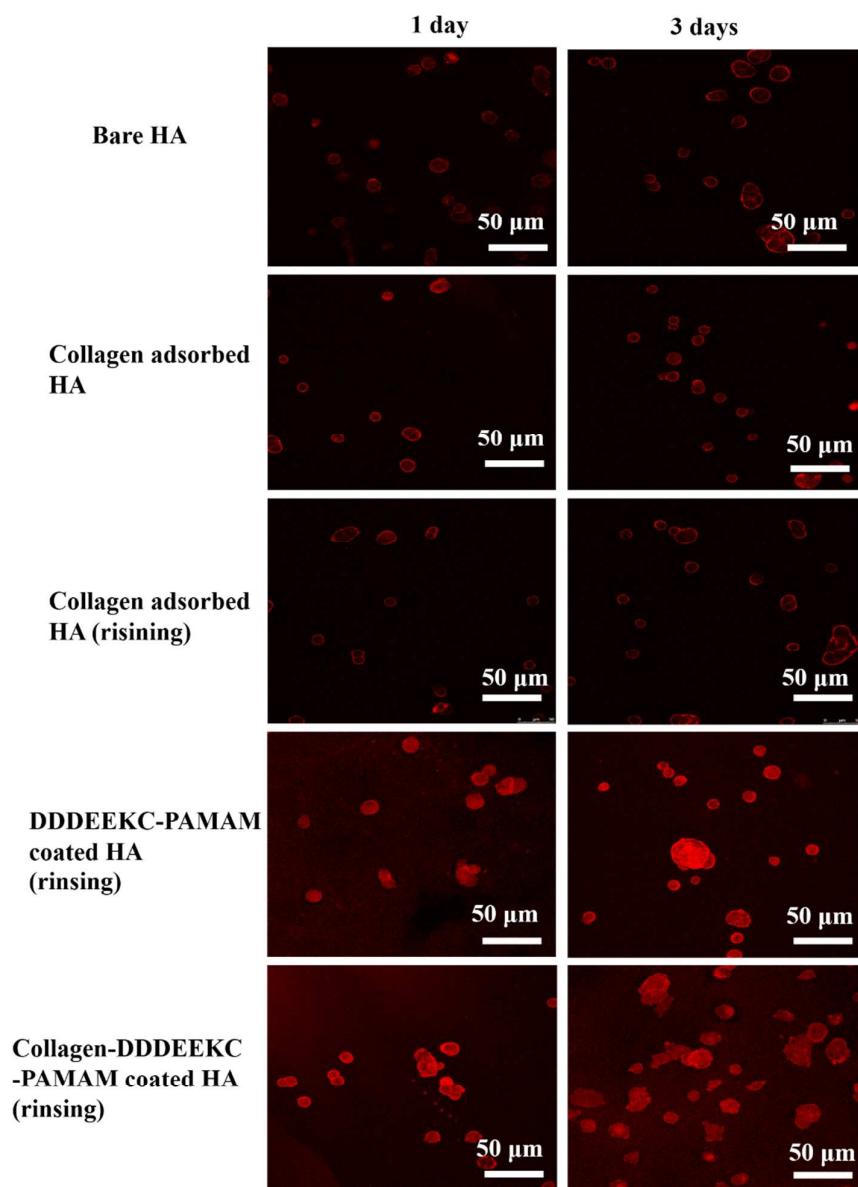 1 day
3 days
Bare HA
50 µm
50 µm
Collagen adsorbed
HA
50 µm
50 µm
Collagen adsorbed
HA (risining)
50 µm
50 µm
DDDEEKC-PAMAM
coated HA
(rinsing)
50 µm
50 µm
Collagen-DDDEEKC
-PAMAM coated HA
(rinsing)
50 µm
50 µm